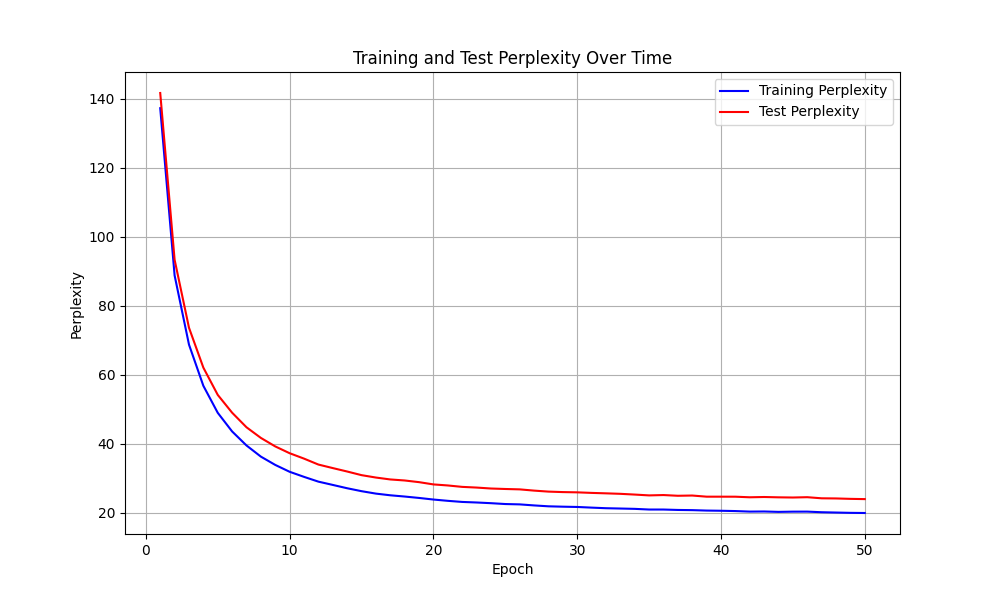 Training and Test Perplexity Over Time
Training Perplexity
Test Perplexity
140
120
100
80
60
40
20
Perplexity
0 10 20 30 40 50
Epoch